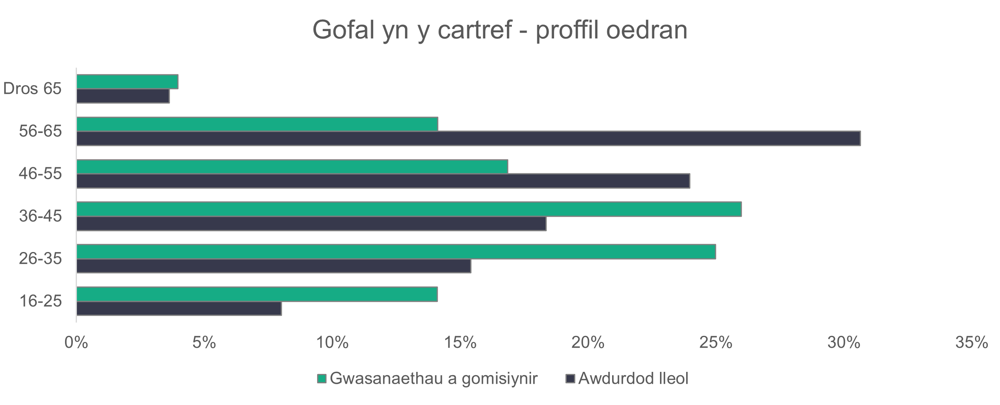 Gofal yn y cartref - proffil oedran
Dros 65
56-65
46-55
36-45
26-35
16-25
0% 5% 10% 15% 20% 25% 30% 35%
Gwasanaethau a gomisiynir Awdurdod lleol